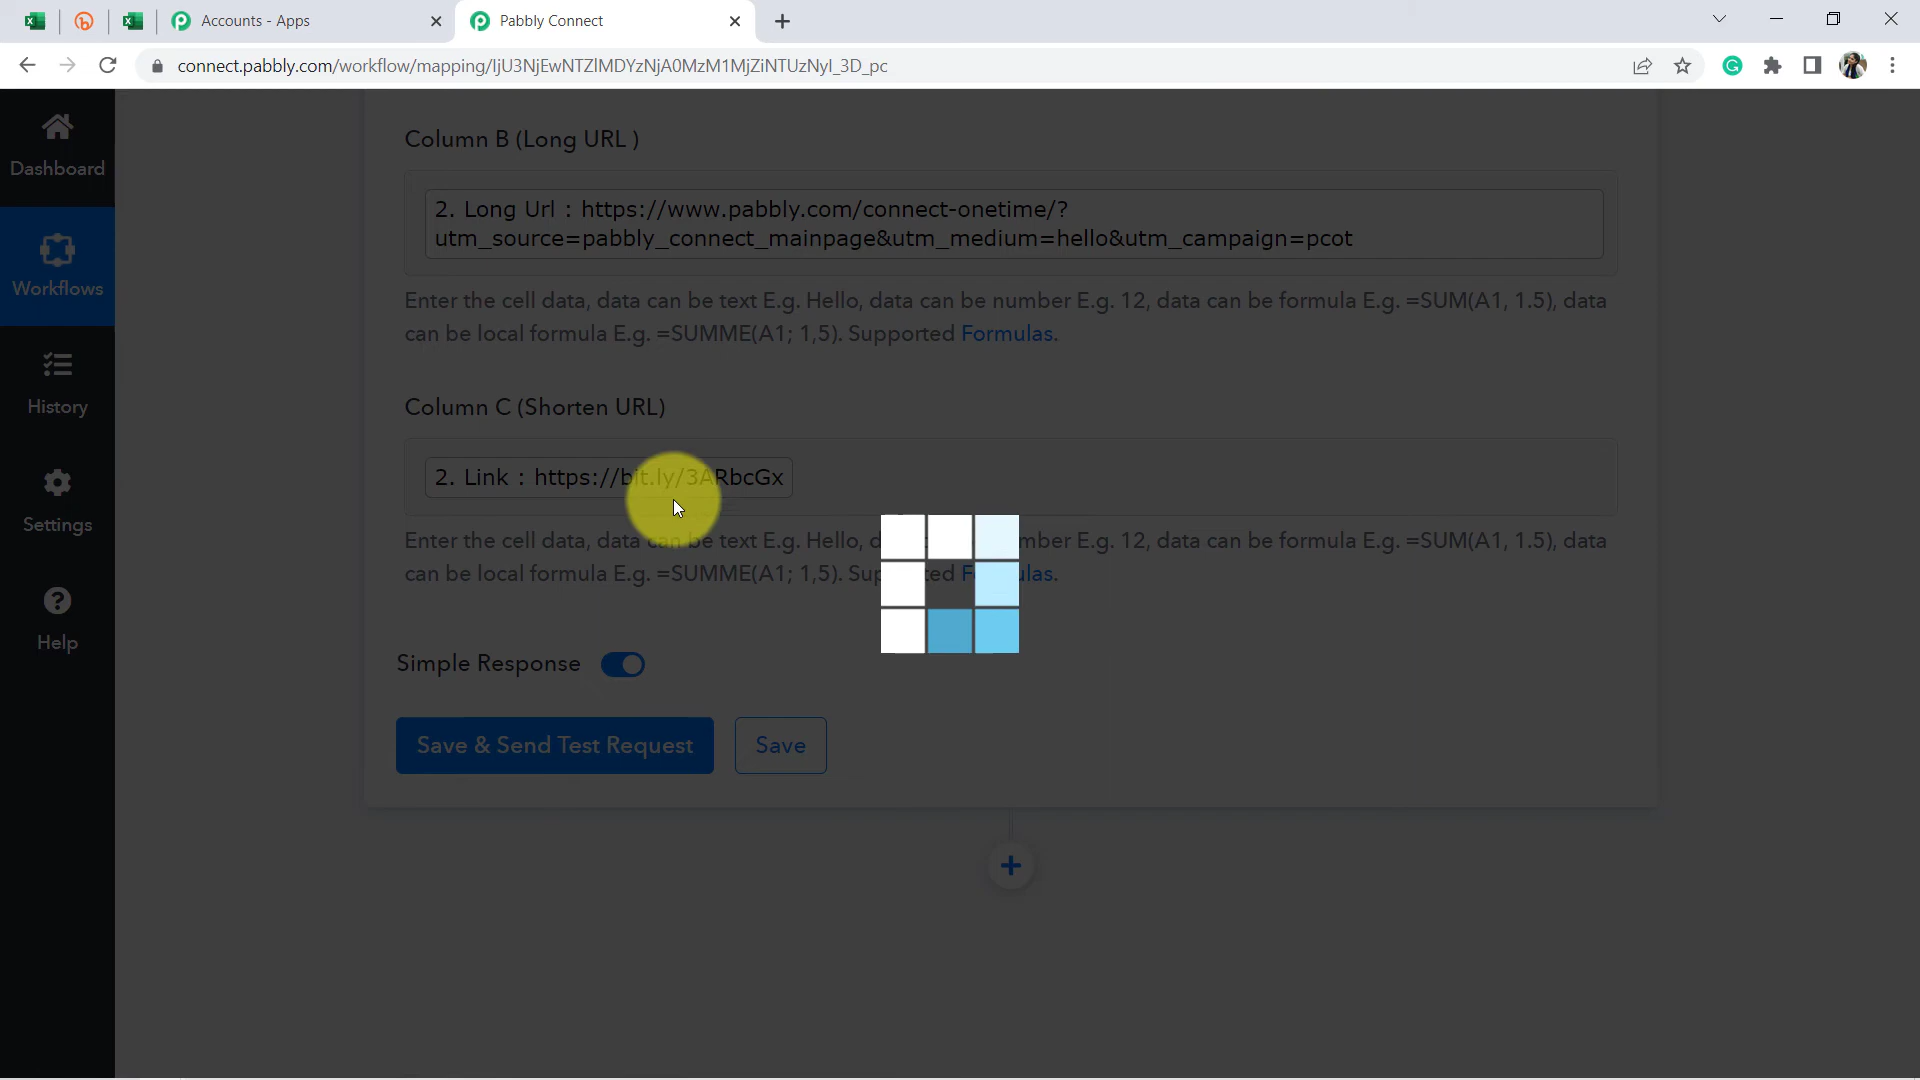 Accounts - Apps
Pabbly Connect
connect.pabbly.com/workflow/mapping/IjU3NjEwNTZlMDYzNjA0MzM1MjZiNTUzNyI_3D_pc
Dashboard
Workflows
History
Settings
Help
Column B (Long URL )
2. Long Url : https://www.pabbly.com/connect-onetime/?
utm_source=pabbly_connect_mainpage&utm_medium=hello&utm_campaign=pcot
Enter the cell data, data can be text E.g. Hello, data can be number E.g. 12, data can be formula E.g. =SUM(A1, 1.5), data
can be local formula E.g. =SUMME(A1; 1,5). Supported Formulas.
Column C (Shorten URL)
2. Link : https://bit.ly/3ARbcGx
Enter the cell data, data can be text E.g. Hello, mber E.g. 12, data can be formula E.g. =SUM(A1, 1.5), data
can be local formula E.g. =SUMME(A1; 1,5).
Simple Response
Save & Send Test Request
Save